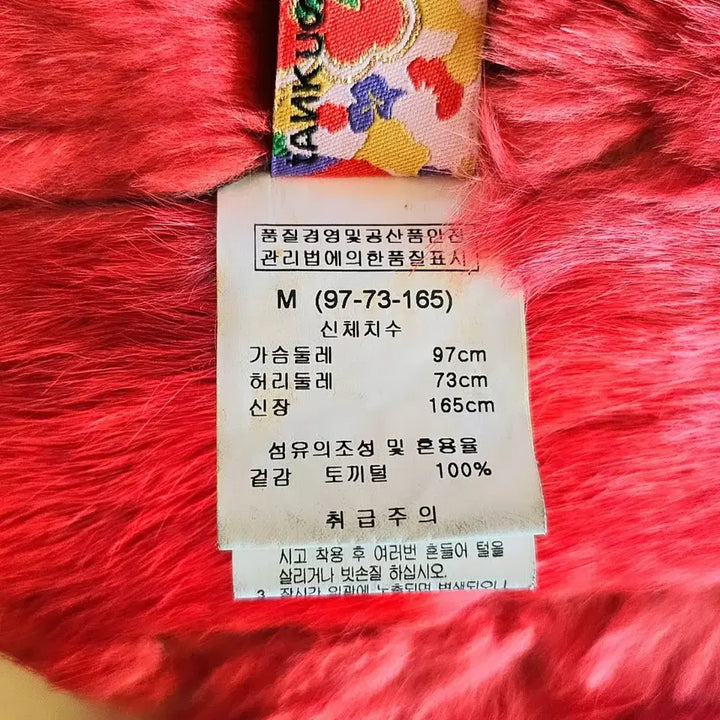 품질경영및공산품안전
관리법에의한품질표시
M (97-73-165)
신체치수
가슴둘레 97cm
허리둘레 73cm
신장 165cm
섬유의조성 및 혼용율
겉감 토끼털 100%
취급주의
시고 착용 후 여러번 흔들어 털을
살리거나 빗손질 하십시오.
3. 장시간